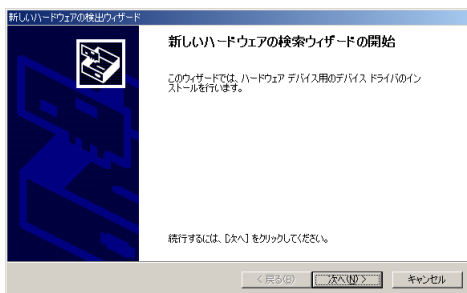 新しいハードウェアの検出ウィザード
新しいハードウェアの検索ウィザードの開始
このウィザードでは、ハードウェア デバイス用のデバイス ドライバのイン
ストールを行います。
続行するには、[次へ] をクリックしてください。
< 戻る(B)
次へ(N) >
キャンセル